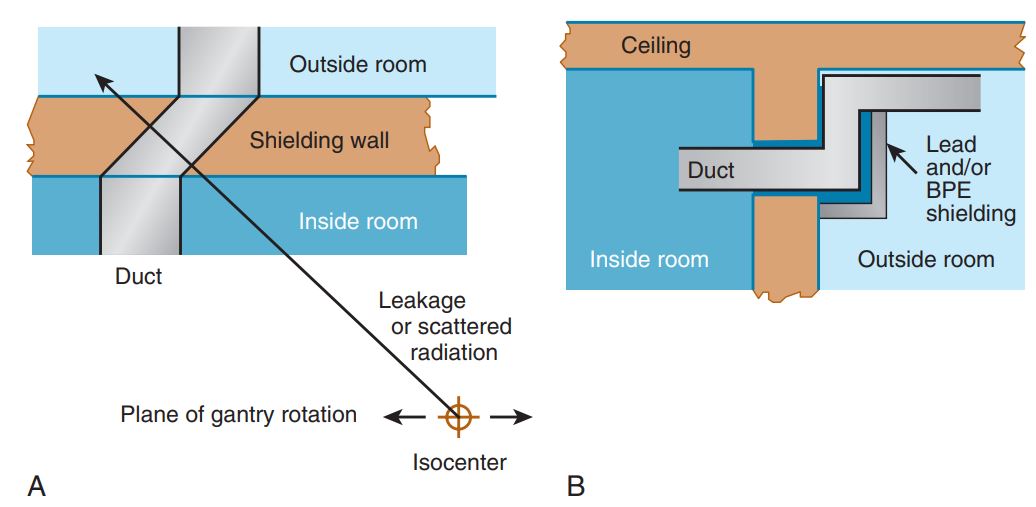 Outside room
Shielding wall
Inside room
Duct
Leakage
or scattered
radiation
Plane of gantry rotation
Isocenter
A
Ceiling
Duct
Lead
and/or
BPE
shielding
Inside room
Outside room
B